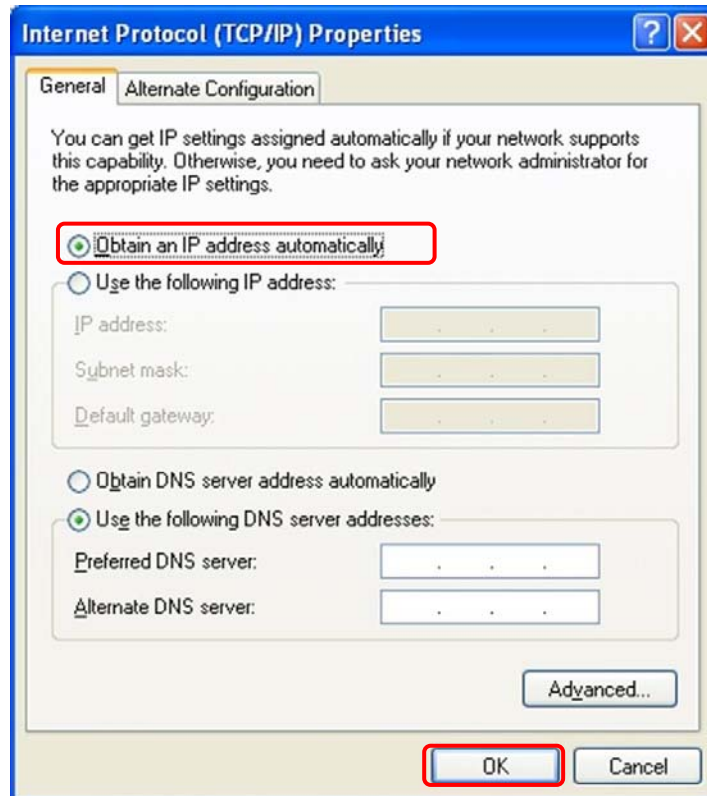 Internet Protocol (TCP/IP) Properties
General Alternate Configuration
You can get IP settings assigned automatically if your network supports
this capability. Otherwise, you need to ask your network administrator for
the appropriate IP settings.
Obtain an IP address automatically
Use the following IP address:
IP address:
Subnet mask:
Default gateway:
Obtain DNS server address automatically
Use the following DNS server addresses:
Preferred DNS server:
Alternate DNS server:
Advanced...
OK Cancel